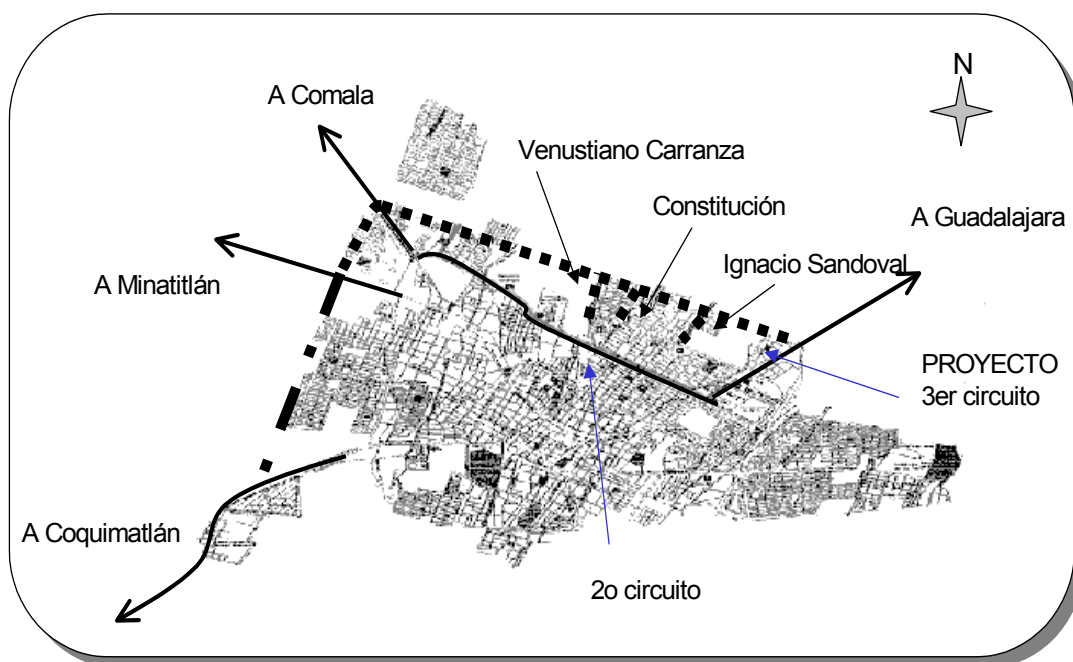 N
A Comala
Venustiano Carranza
Constitución
A Guadalajara
Ignacio Sandoval
A Minatitlán
PROYECTO
3er circuito
A Coquimatlán
2o circuito